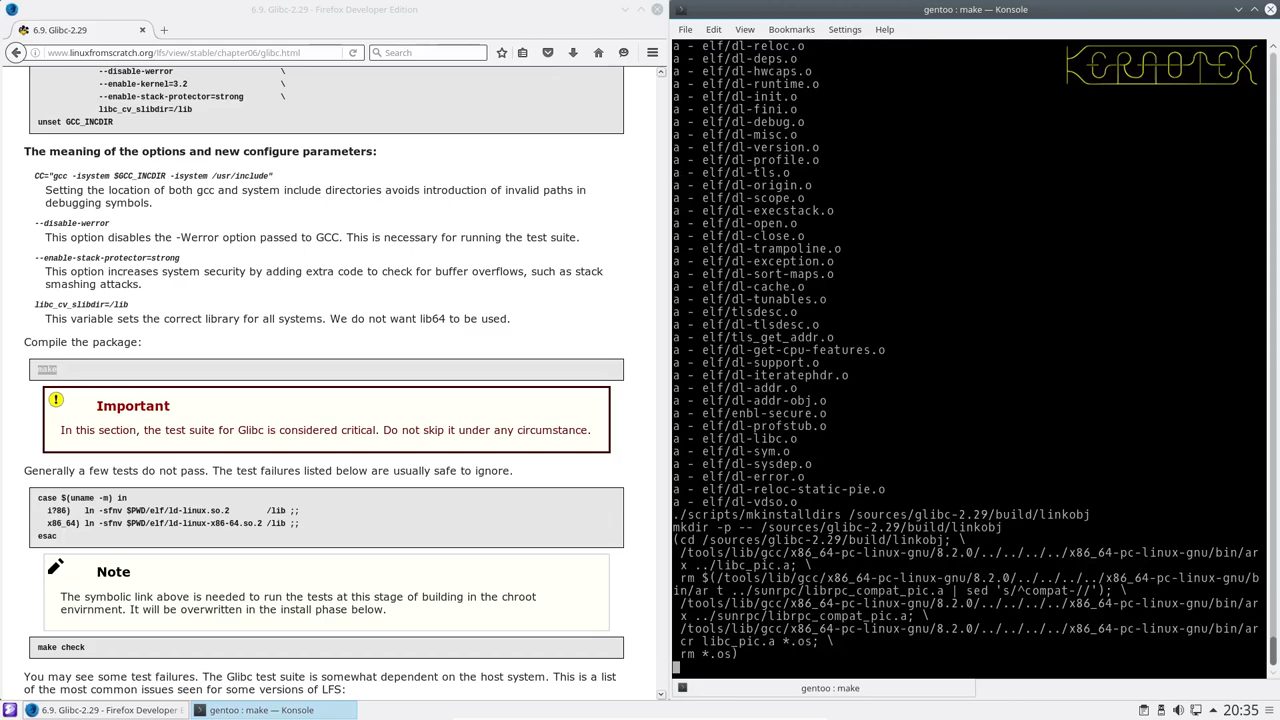 6.9. Glibc-2.29 - Firefox Developer Edition
6.9. Glibc-2.29
www.linuxfromscratch.org/lfs/view/stable/chapter06/glibc.html
Search
--disable-werror \
--enable-kernel=3.2 \
--enable-stack-protector=strong \
libc_cv_slibdir=/lib
unset GCC_INCDIR
The meaning of the options and new configure parameters:
CC="gcc -isystem $GCC_INCDIR -isystem /usr/include"
Setting the location of both gcc and system include directories avoids introduction of invalid paths in
debugging symbols.
--disable-werror
This option disables the -Werror option passed to GCC. This is necessary for running the test suite.
--enable-stack-protector=strong
This option increases system security by adding extra code to check for buffer overflows, such as stack
smashing attacks.
libc_cv_slibdir=/lib
This variable sets the correct library for all systems. We do not want lib64 to be used.
Compile the package:
make
Important
In this section, the test suite for Glibc is considered critical. Do not skip it under any circumstance.
Generally a few tests do not pass. The test failures listed below are usually safe to ignore.
case $(uname -m) in
i?86) ln -sfnv $PWD/elf/ld-linux.so.2 /lib ;;
x86_64) ln -sfnv $PWD/elf/ld-linux-x86-64.so.2 /lib ;;
esac
Note
The symbolic link above is needed to run the tests at this stage of building in the chroot
envirnment. It will be overwritten in the install phase below.
make check
You may see some test failures. The Glibc test suite is somewhat dependent on the host system. This is a list
of the most common issues seen for some versions of LFS:
gentoo : make — Konsole
File Edit View Bookmarks Settings Help
KERNOTEX
a - elf/dl-reloc.o
a - elf/dl-deps.o
a - elf/dl-hwcaps.o
a - elf/dl-runtime.o
a - elf/dl-init.o
a - elf/dl-fini.o
a - elf/dl-debug.o
a - elf/dl-misc.o
a - elf/dl-version.o
a - elf/dl-profile.o
a - elf/dl-tls.o
a - elf/dl-origin.o
a - elf/dl-scope.o
a - elf/dl-execstack.o
a - elf/dl-open.o
a - elf/dl-close.o
a - elf/dl-trampoline.o
a - elf/dl-exception.o
a - elf/dl-sort-maps.o
a - elf/dl-cache.o
a - elf/dl-tunables.o
a - elf/tlsdesc.o
a - elf/dl-tlsdesc.o
a - elf/tls_get_addr.o
a - elf/dl-get-cpu-features.o
a - elf/dl-support.o
a - elf/dl-iteratephdr.o
a - elf/dl-addr.o
a - elf/dl-addr-obj.o
a - elf/enbl-secure.o
a - elf/dl-profstub.o
a - elf/dl-libc.o
a - elf/dl-sym.o
a - elf/dl-sysdep.o
a - elf/dl-error.o
a - elf/dl-reloc-static-pie.o
a - elf/dl-vdso.o
./scripts/mkinstalldirs /sources/glibc-2.29/build/linkobj
mkdir -p -- /sources/glibc-2.29/build/linkobj
(cd /sources/glibc-2.29/build/linkobj; \
/tools/lib/gcc/x86_64-pc-linux-gnu/8.2.0/../../../../x86_64-pc-linux-gnu/bin/ar
x ../libc_pic.a; \
rm $(/tools/lib/gcc/x86_64-pc-linux-gnu/8.2.0/../../../../x86_64-pc-linux-gnu/b
in/ar t ../sunrpc/librpc_compat_pic.a | sed 's/^compat-//'); \
/tools/lib/gcc/x86_64-pc-linux-gnu/8.2.0/../../../../x86_64-pc-linux-gnu/bin/ar
x ../sunrpc/librpc_compat_pic.a; \
/tools/lib/gcc/x86_64-pc-linux-gnu/8.2.0/../../../../x86_64-pc-linux-gnu/bin/ar
cr libc_pic.a *.os; \
rm *.os)
gentoo : make
6.9. Glibc-2.29 - Firefox Developer E
gentoo : make — Konsole
20:35